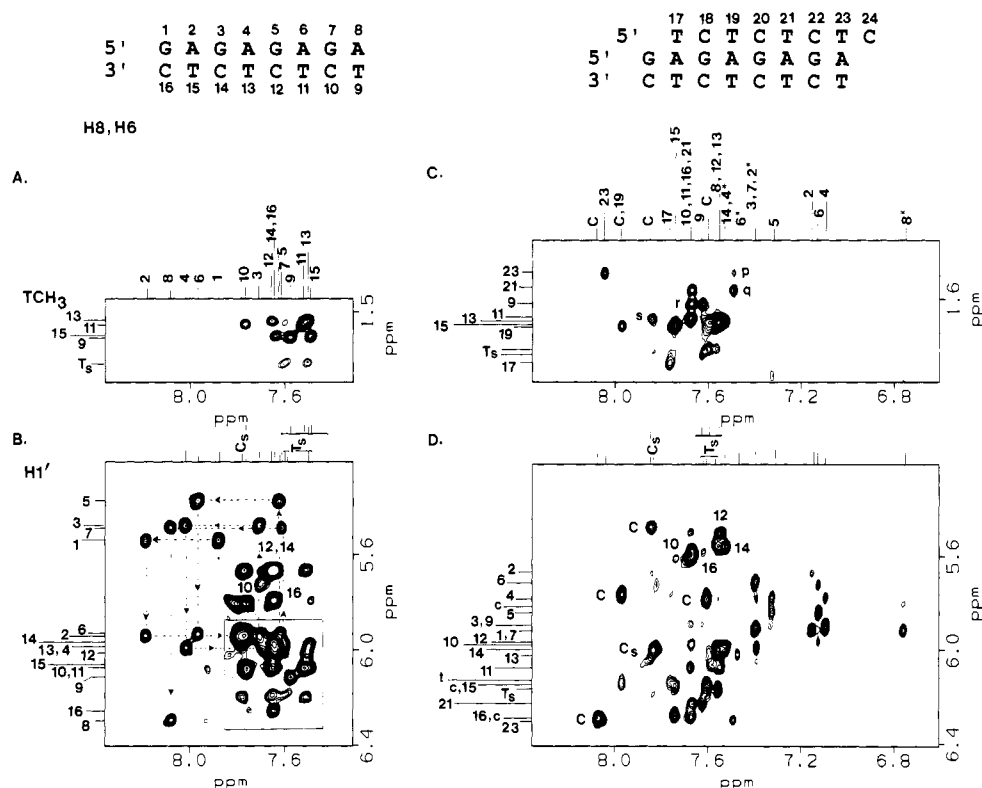 1 2 3 4 5 6 7 8
5' G A G A G A G A
3' C T C T C T C T
16 15 14 13 12 11 10 9
17 18 19 20 21 22 23 24
5' T C T C T C T C
5' G A G A G A G A
3' C T C T C T C T
H8, H6
A.
2 8 4 6 1 10 3 12 14,16 7 5 9 11 13 15
TCH3
13
11
15
9
Ts
1.5
ppm
8.0 7.6
ppm
B.
H1'
Cs Ts
5
3
7
1
12,14
10
16
6
2
14
13, 4
12
15
10,11
9
16
8
e
5.6
6.0
6.4
ppm
8.0 7.6
ppm
C.
C 23 C,19 C 17 15 10,11,16,21 9 C 8,12,13 14,4* 6* 3,7,2* 5 2 6 4 8*
23
21
9
11
13
15
19
Ts
17
p
q
r
s
1.6
ppm
8.0 7.6 7.2 6.8
ppm
D.
Cs Ts
C
12
10
14
16
C
C
Cs
C
2
6
4
c
5
3, 9
1, 7
10
12
14
13
11
t
c,15
Ts
21
16, c
23
5.6
6.0
6.4
ppm
8.0 7.6 7.2 6.8
ppm